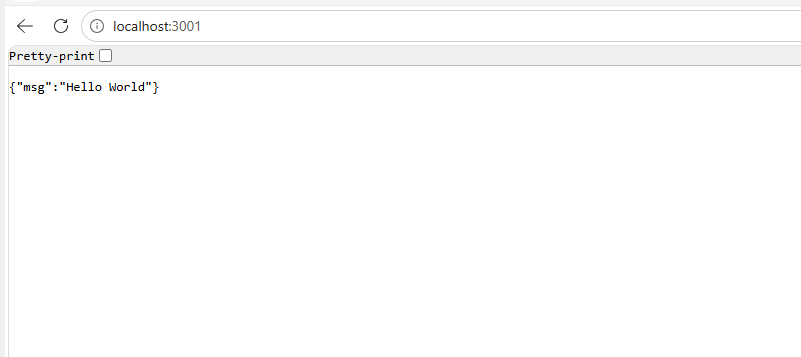 localhost:3001
Pretty-print
{"msg":"Hello World"}